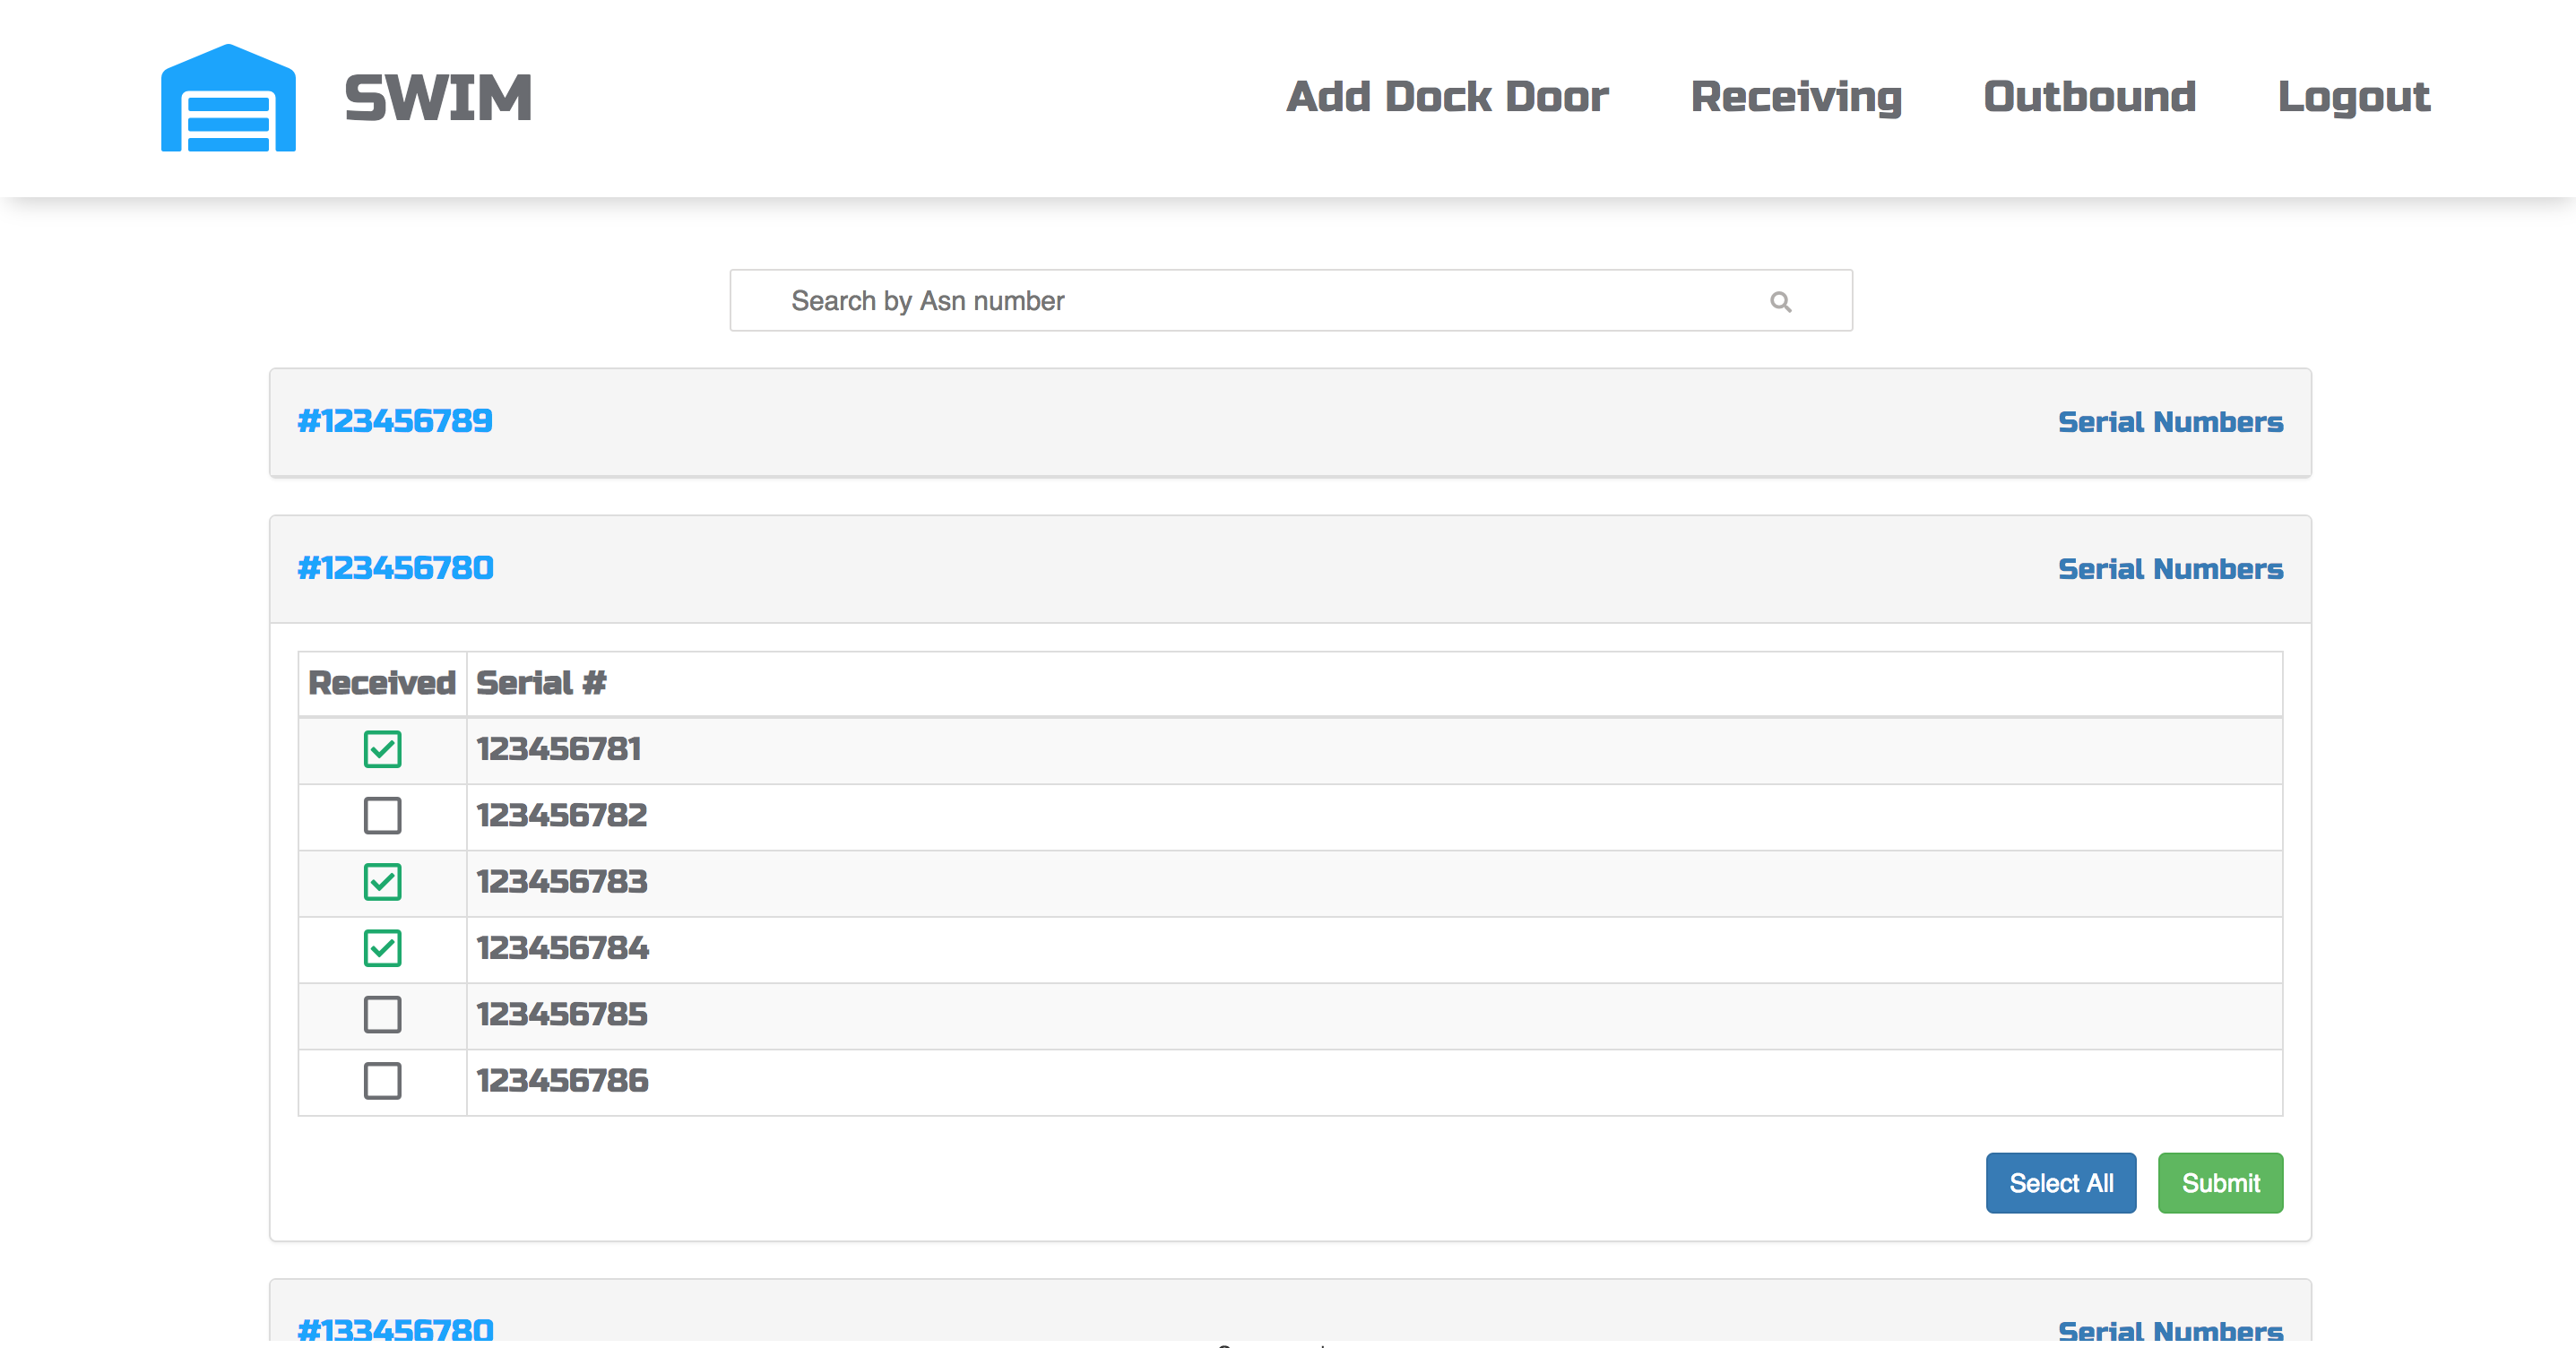 SWIM
Add Dock Door Receiving Outbound Logout
Search by Asn number
#123456789 Serial Numbers
#123456780 Serial Numbers
Received Serial #
123456781
123456782
123456783
123456784
123456785
123456786
Select All Submit
#133456780 Serial Numbers